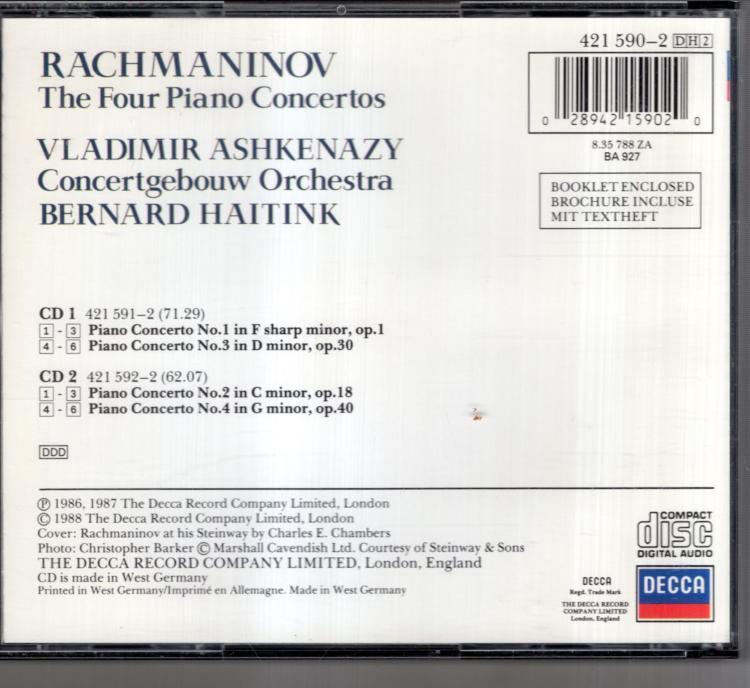 RACHMANINOV
The Four Piano Concertos
VLADIMIR ASHKENAZY
Concertgebouw Orchestra
BERNARD HAITINK
421 590-2 DH2
0 28942 15902 0
8.35 788 ZA
BA 927
BOOKLET ENCLOSED
BROCHURE INCLUSE
MIT TEXTHEFT
CD 1 421 591-2 (71.29)
1 - 3 Piano Concerto No.1 in F sharp minor, op.1
4 - 6 Piano Concerto No.3 in D minor, op.30
CD 2 421 592-2 (62.07)
1 - 3 Piano Concerto No.2 in C minor, op.18
4 - 6 Piano Concerto No.4 in G minor, op.40
DDD
Ⓟ 1986, 1987 The Decca Record Company Limited, London
© 1988 The Decca Record Company Limited, London
Cover: Rachmaninov at his Steinway by Charles E. Chambers
Photo: Christopher Barker © Marshall Cavendish Ltd. Courtesy of Steinway & Sons
THE DECCA RECORD COMPANY LIMITED, London, England
CD is made in West Germany
Printed in West Germany/Imprimé en Allemagne. Made in West Germany
COMPACT
disc
DIGITAL AUDIO
DECCA
Regd. Trade Mark
THE DECCA RECORD
COMPANY LIMITED
London, England
DECCA